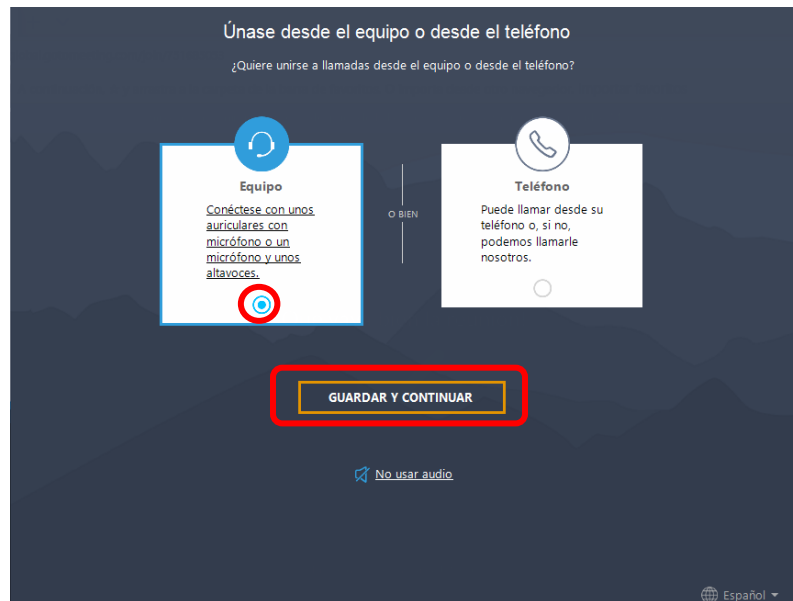 Únase desde el equipo o desde el teléfono
¿Quiere unirse a llamadas desde el equipo o desde el teléfono?
Equipo
Conéctese con unos
auriculares con
micrófono o un
micrófono y unos
altavoces.
O BIEN
Teléfono
Puede llamar desde su
teléfono o, si no,
podemos llamarle
nosotros.
GUARDAR Y CONTINUAR
No usar audio
Español